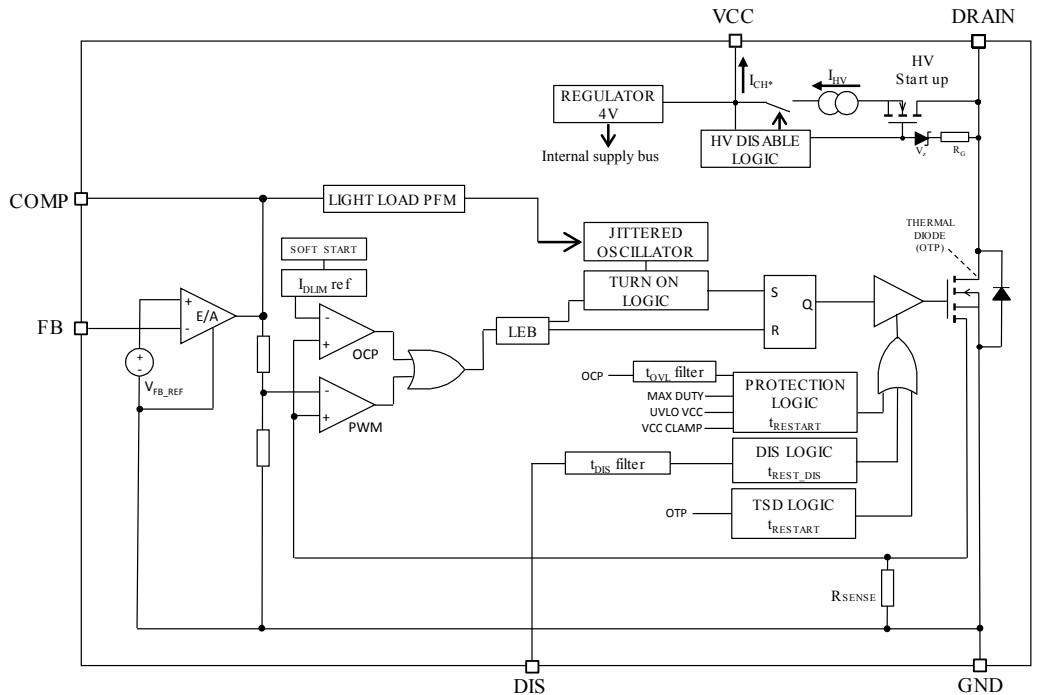 VCC
DRAIN
HV
Start up
I_CH*
I_HV
REGULATOR
4V
Internal supply bus
HV DISABLE
LOGIC
V_z
R_G
COMP
LIGHT LOAD PFM
THERMAL
DIODE
(OTP)
JITTERED
OSCILLATOR
SOFT START
I_DLIM ref
TURN ON
LOGIC
S
Q
R
FB
+
E/A
-
LEB
-
+
OCP
+
-
V_FB_REF
-
+
PWM
OCP
t_OVL filter
MAX DUTY
UVLO VCC
VCC CLAMP
PROTECTION
LOGIC
t_RESTART
t_DIS filter
DIS LOGIC
t_REST_DIS
OTP
TSD LOGIC
t_RESTART
R_SENSE
DIS
GND